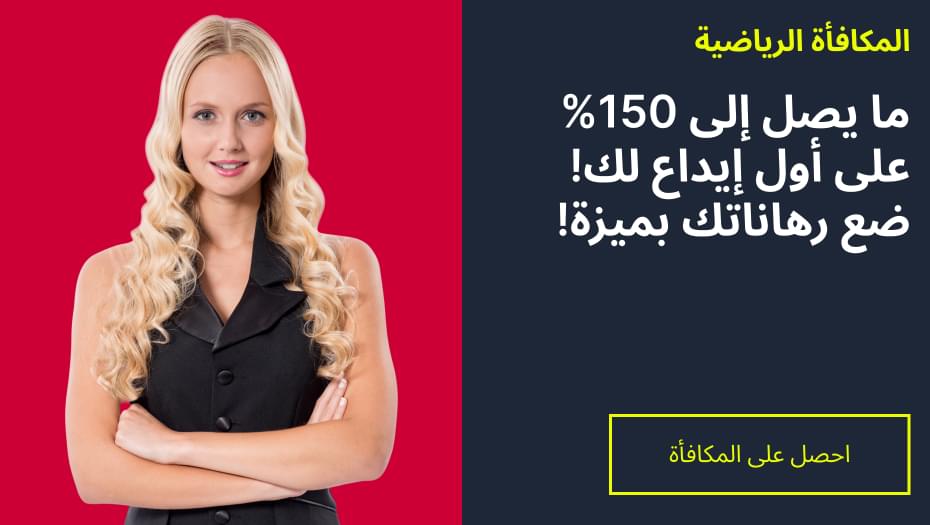 المكافأة الرياضية
ما يصل إلى 150%
على أول إيداع لك!
ضع رهاناتك بميزة!
احصل على المكافأة